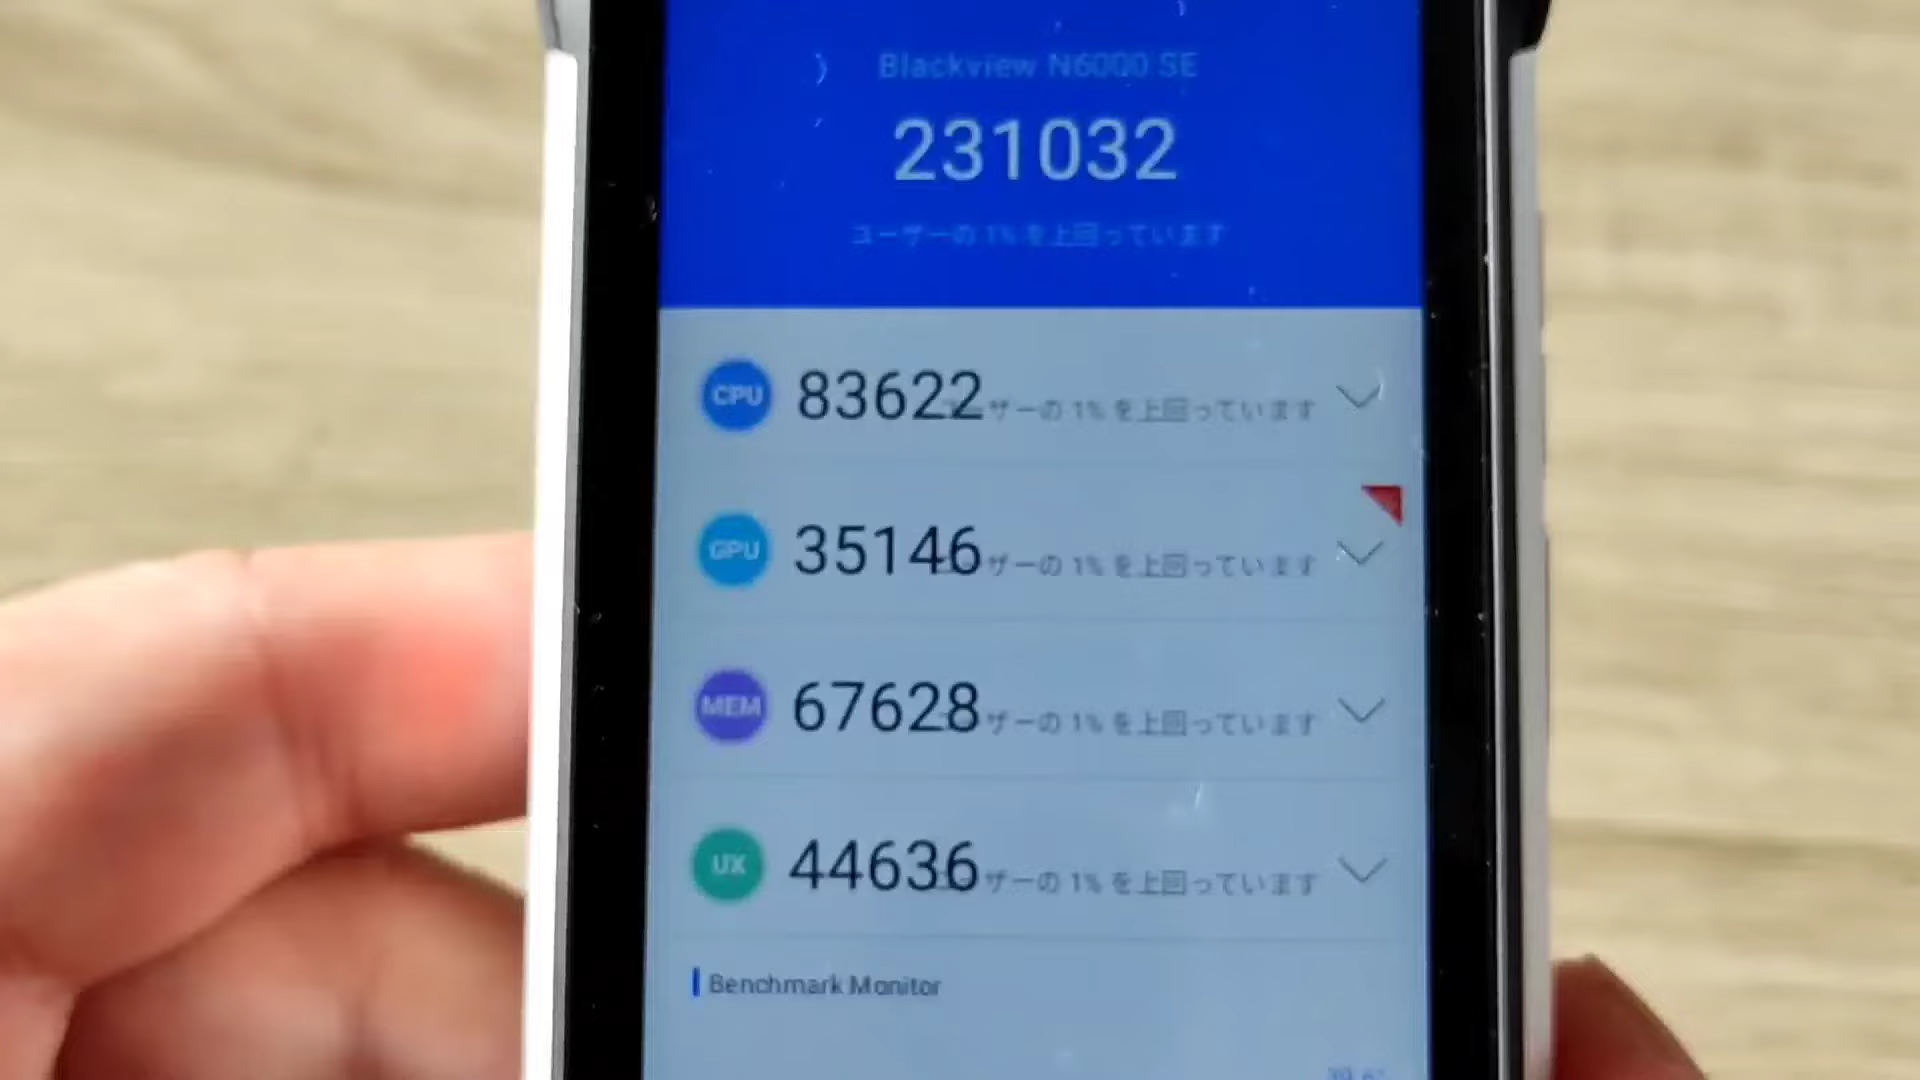 Blackview N6000 SE
231032
ユーザーの 1% を上回っています
CPU 83622 ザーの 1% を上回っています
GPU 35146 ザーの 1% を上回っています
MEM 67628 ザーの 1% を上回っています
UX 44636 ザーの 1% を上回っています
Benchmark Monitor